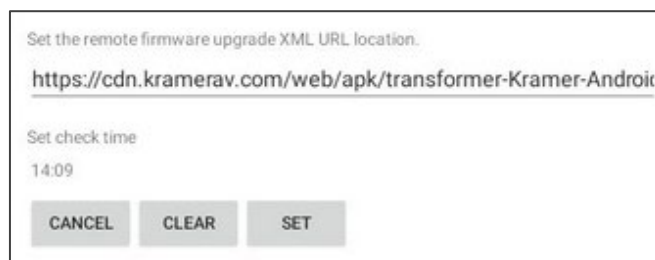 Set the remote firmware upgrade XML URL location.
https://cdn.kramerav.com/web/apk/transformer-Kramer-Android
Set check time
14:09
CANCEL CLEAR SET